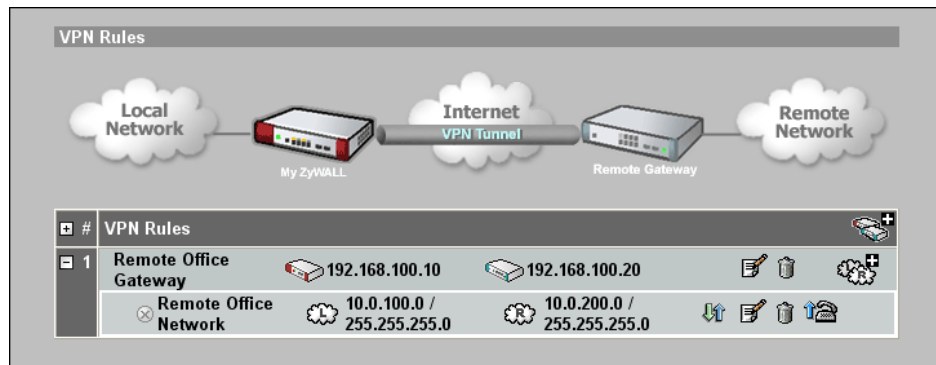 VPN Rules
Local
Network
Internet
VPN Tunnel
Remote
Network
My ZyWALL
Remote Gateway
# VPN Rules
1 Remote Office
Gateway
192.168.100.10
192.168.100.20
R
Remote Office
Network
L
10.0.100.0 /
255.255.255.0
R
10.0.200.0 /
255.255.255.0